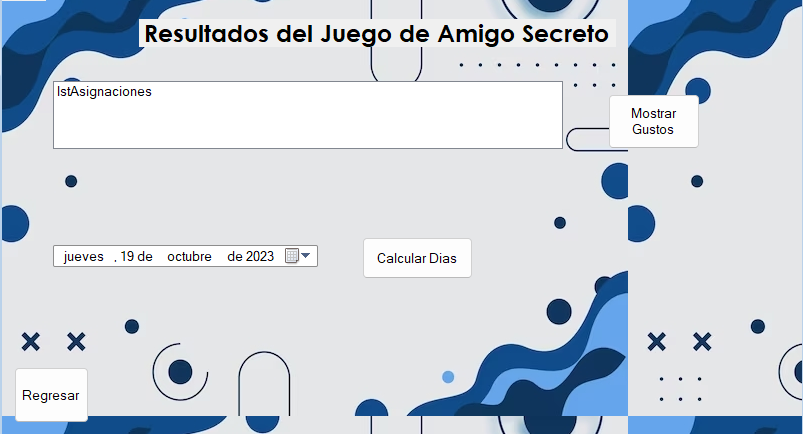 Resultados del Juego de Amigo Secreto
lstAsignaciones
Mostrar
Gustos
jueves , 19 de octubre de 2023
Calcular Dias
Regresar